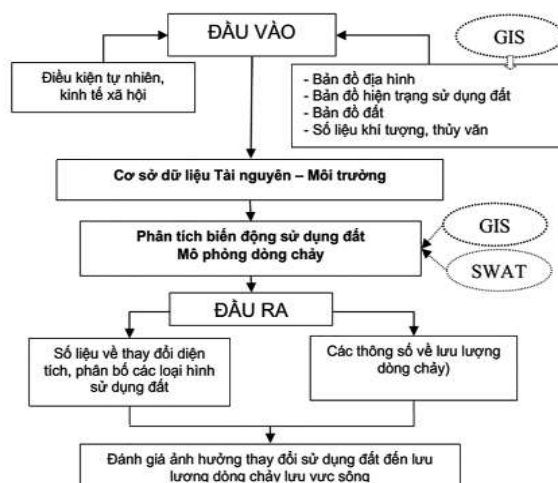 ĐẦU VÀO
GIS
Điều kiện tự nhiên,
kinh tế xã hội
- Bản đồ địa hình
- Bản đồ hiện trạng sử dụng đất
- Bản đồ đất
- Số liệu khí tượng, thủy văn
Cơ sở dữ liệu Tài nguyên – Môi trường
Phân tích biến động sử dụng đất
Mô phỏng dòng chảy
GIS
SWAT
ĐẦU RA
Số liệu về thay đổi diện
tích, phân bố các loại hình
sử dụng đất
Các thông số về lưu lượng
dòng chảy)
Đánh giá ảnh hưởng thay đổi sử dụng đất đến lưu
lượng dòng chảy lưu vực sông